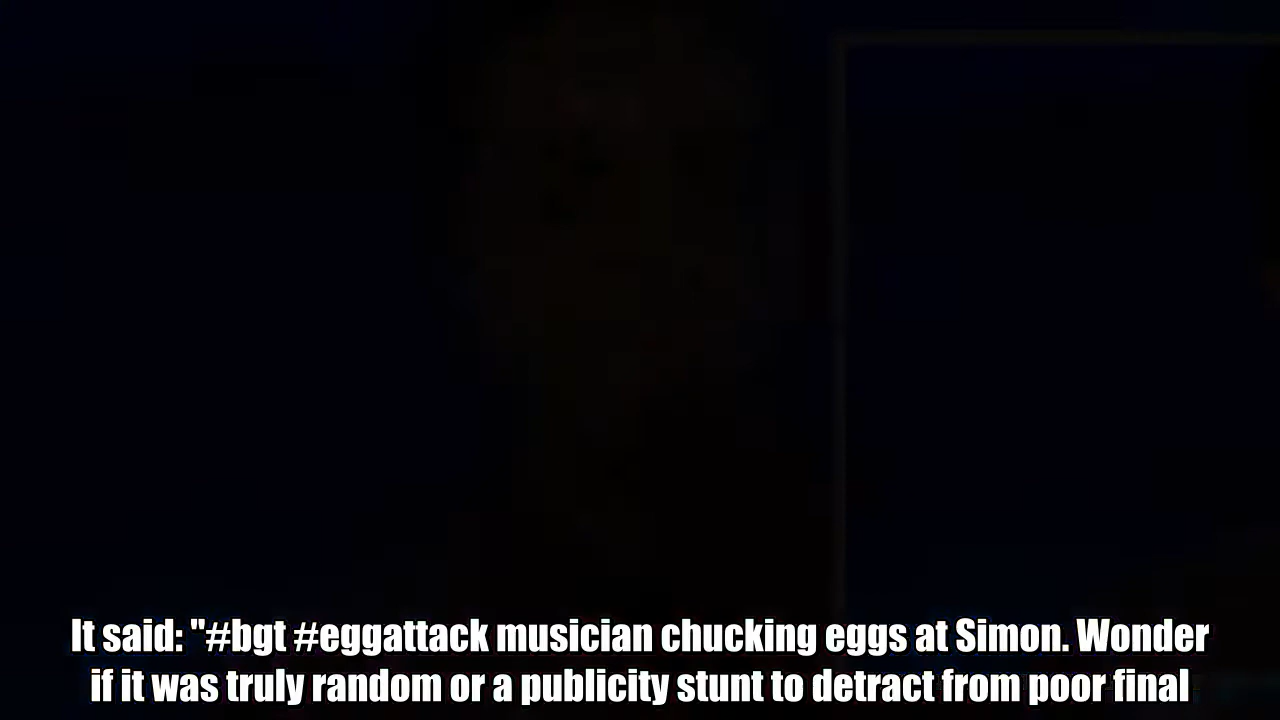 It said: "#bgt #eggattack musician chucking eggs at Simon. Wonder
if it was truly random or a publicity stunt to detract from poor final